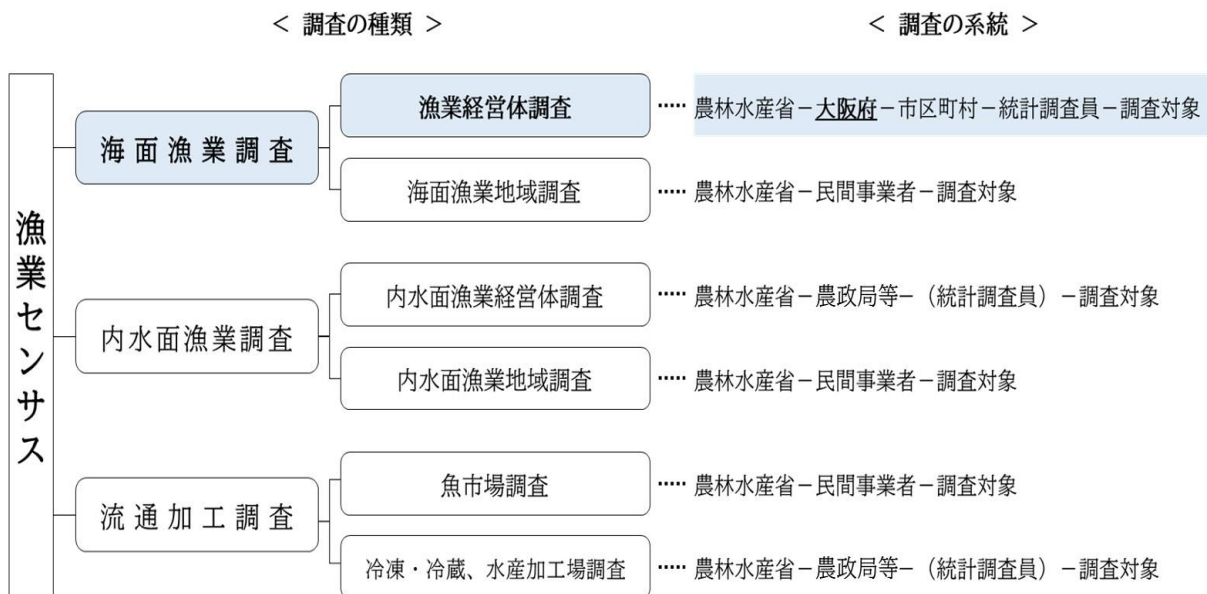 < 調査の種類 >
< 調査の系統 >
漁業センサス
海面漁業調査
漁業経営体調査
····· 農林水産省－大阪府－市区町村－統計調査員－調査対象
海面漁業地域調査
····· 農林水産省－民間事業者－調査対象
内水面漁業調査
内水面漁業経営体調査
····· 農林水産省－農政局等－（統計調査員）－調査対象
内水面漁業地域調査
····· 農林水産省－民間事業者－調査対象
流通加工調査
魚市場調査
····· 農林水産省－民間事業者－調査対象
冷凍・冷蔵、水産加工場調査
····· 農林水産省－農政局等－（統計調査員）－調査対象